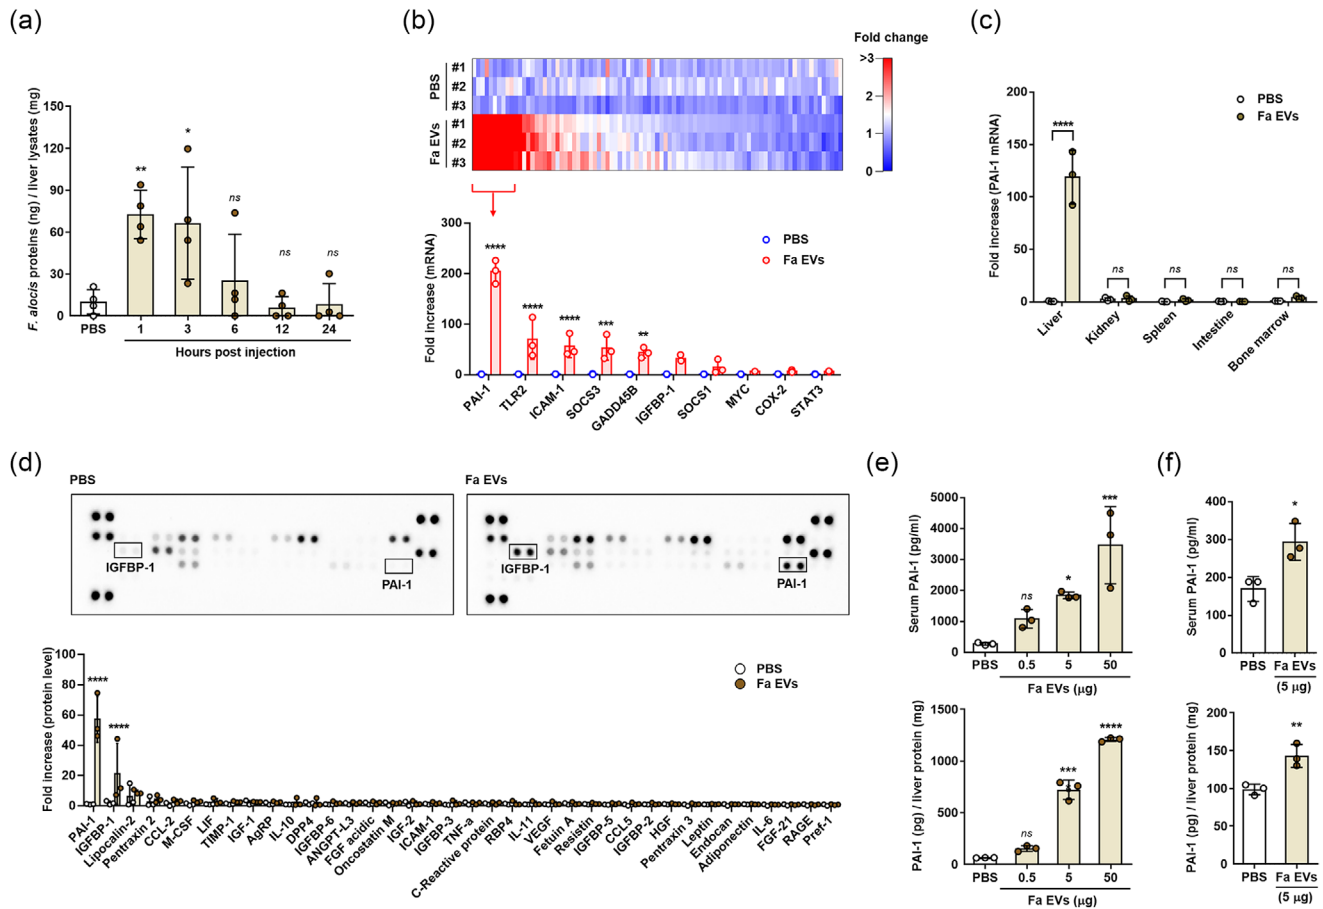 (a)
F. alocis proteins (ng) / liver lysates (mg)
150
120
90
60
30
0
**
*
ns
ns
ns
PBS
1
3
6
12
24
Hours post injection
(b)
Fold change
>3
2
1
0
PBS
#1
#2
#3
Fa EVs
#1
#2
#3
Fold increase (mRNA)
300
200
100
0
PBS
Fa EVs
****
****
****
***
**
PAI-1
TLR2
ICAM-1
SOCS3
GADD45B
IGFBP-1
SOCS1
MYC
COX-2
STAT3
(c)
Fold increase (PAI-1 mRNA)
200
150
100
50
0
PBS
Fa EVs
****
ns
ns
ns
ns
Liver
Kidney
Spleen
Intestine
Bone marrow
(d)
PBS
IGFBP-1
PAI-1
Fa EVs
IGFBP-1
PAI-1
Fold increase (protein level)
100
80
60
40
20
0
PBS
Fa EVs
****
****
PAI-1
IGFBP-1
Lipocalin-2
Pentraxin 2
CCL-2
M-CSF
LIF
TIMP-1
IGF-1
AgRP
IL-10
DPP4
IGFBP-6
ANGPT-L3
FGF acidic
Oncostatin M
IGF-2
ICAM-1
IGFBP-3
TNF-a
C-Reactive protein
RBP4
IL-11
VEGF
Fetuin A
Resistin
IGFBP-5
CCL5
IGFBP-2
HGF
Pentraxin 3
Leptin
Endocan
Adiponectin
IL-6
FGF-21
RAGE
Pref-1
(e)
Serum PAI-1 (pg/ml)
5000
4000
3000
2000
1000
0
ns
*
***
PBS
0.5
5
50
Fa EVs (μg)
PAI-1 (pg) / liver protein (mg)
1500
1000
500
0
ns
***
****
PBS
0.5
5
50
Fa EVs (μg)
(f)
Serum PAI-1 (pg/ml)
400
300
200
100
0
*
PBS
Fa EVs
(5 μg)
PAI-1 (pg) / liver protein (mg)
200
150
100
50
0
**
PBS
Fa EVs
(5 μg)